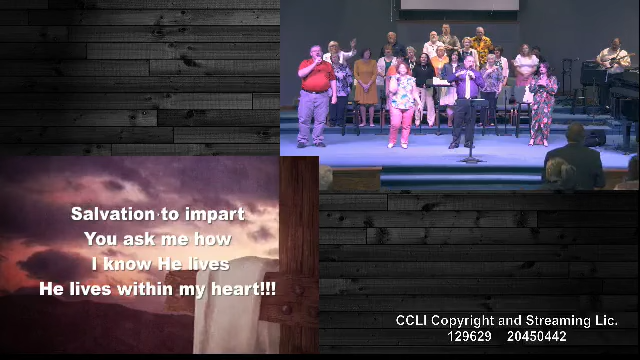 Salvation to impart
You ask me how
I know He lives
He lives within my heart!!!
CCLI Copyright and Streaming Lic.
129629 20450442